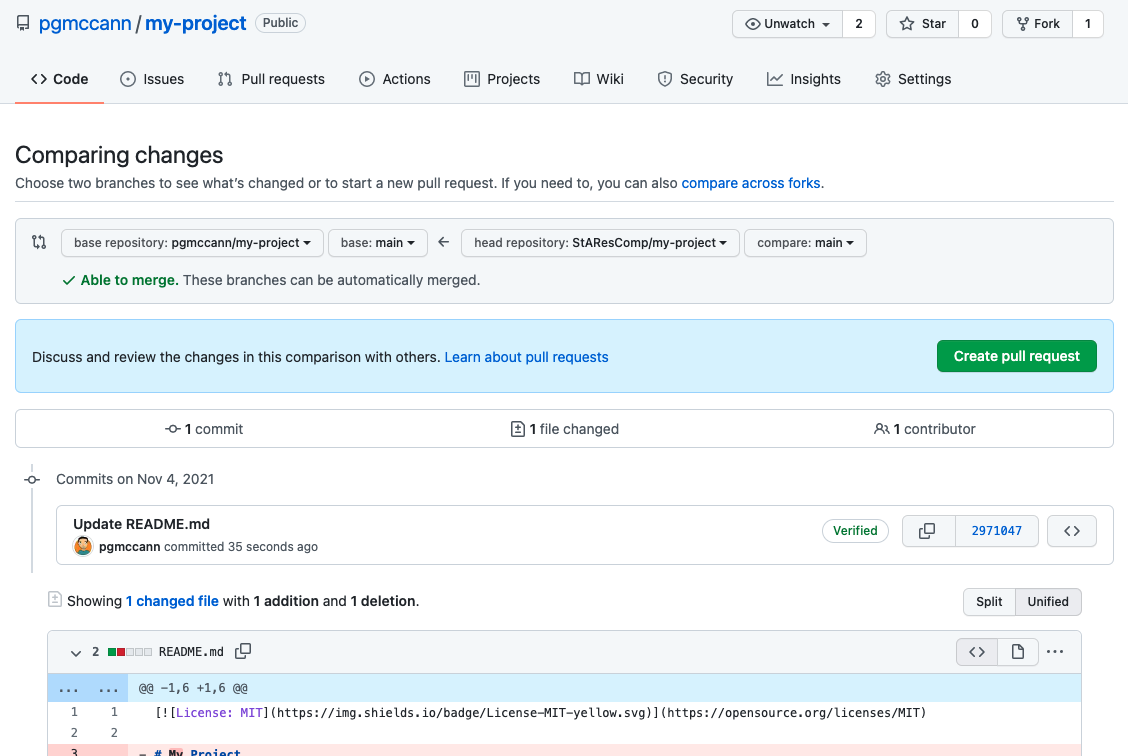 pgmccann / my-project Public Unwatch 2 Star 0 Fork 1
Code Issues Pull requests Actions Projects Wiki Security Insights Settings
Comparing changes
Choose two branches to see what's changed or to start a new pull request. If you need to, you can also compare across forks.
base repository: pgmccann/my-project base: main head repository: StAResComp/my-project compare: main
Able to merge. These branches can be automatically merged.
Discuss and review the changes in this comparison with others. Learn about pull requests Create pull request
1 commit 1 file changed 1 contributor
Commits on Nov 4, 2021
Update README.md
pgmccann committed 35 seconds ago Verified 2971047
Showing 1 changed file with 1 addition and 1 deletion. Split Unified
2 README.md ...
... ... @@ -1,6 +1,6 @@
1 1 [![License: MIT](https://img.shields.io/badge/License-MIT-yellow.svg)](https://opensource.org/licenses/MIT)
2 2
3 - # My Project